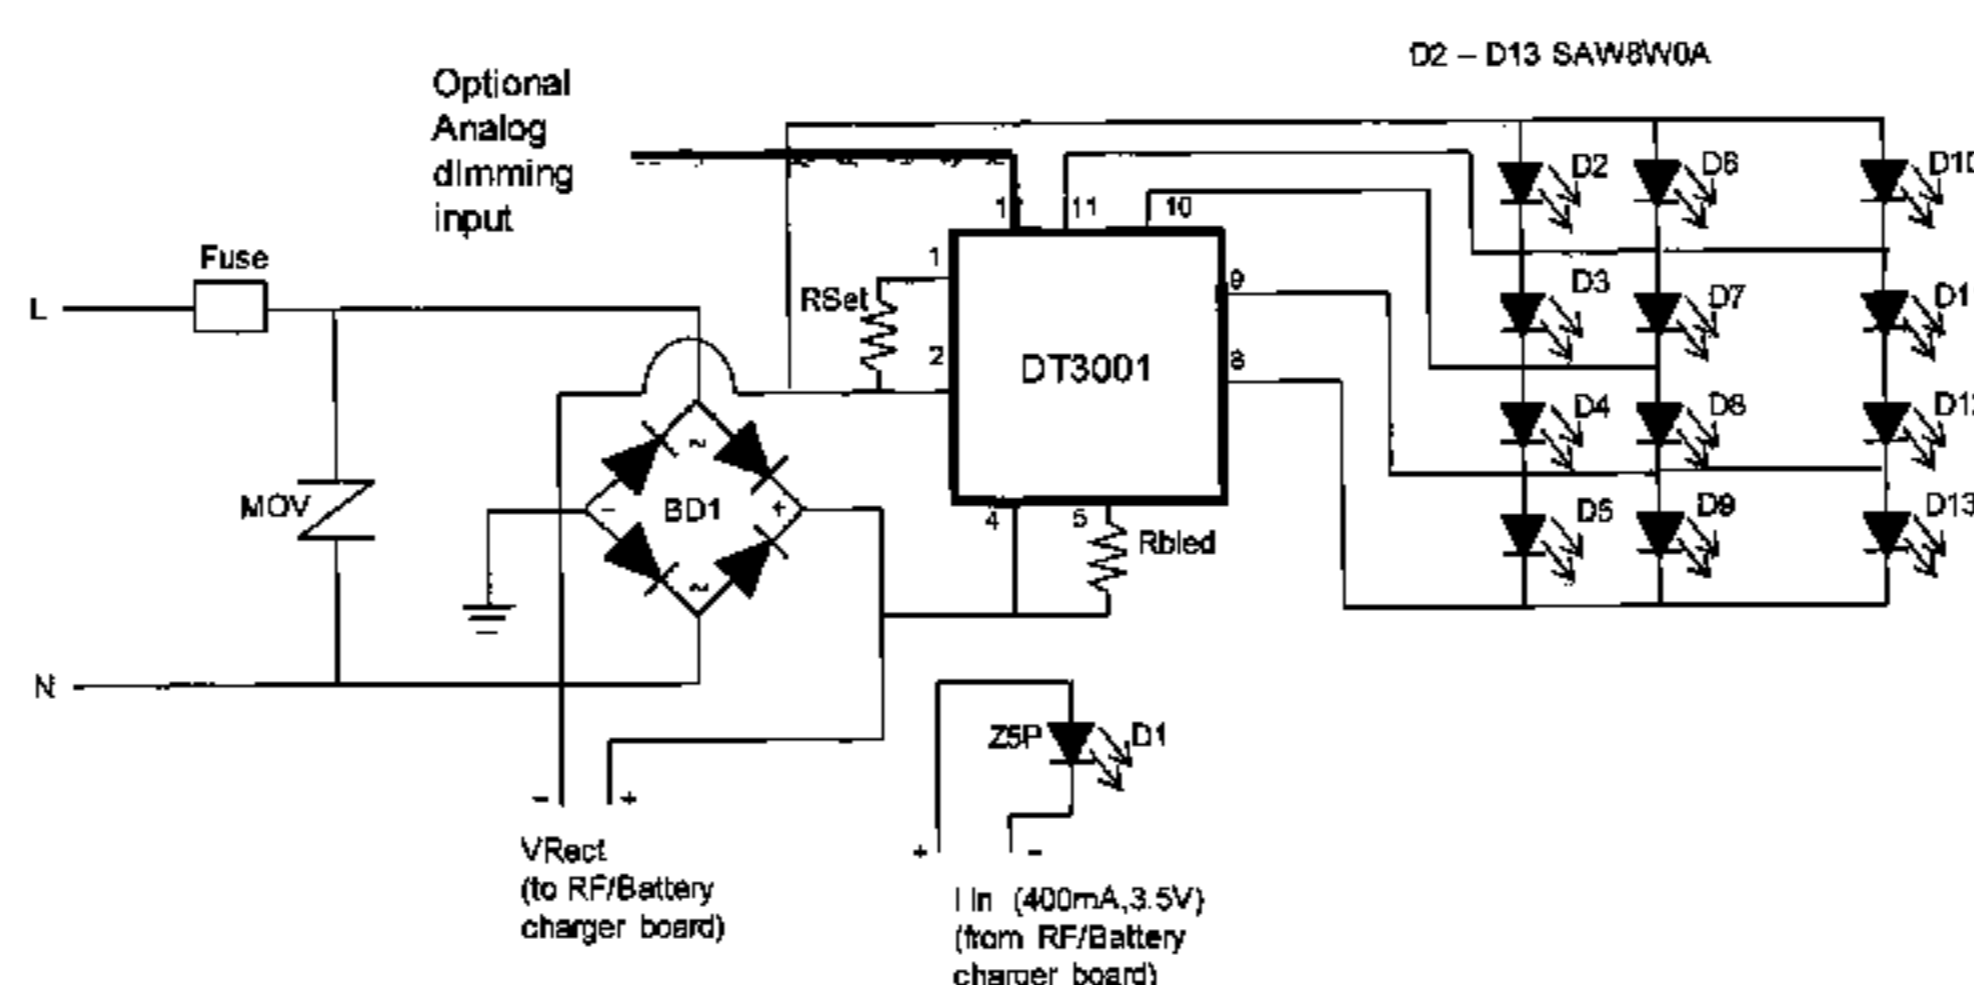 D2 – D13 SAW8W0A
Optional
Analog
dimming
input
D2
D6
D10
11
10
Fuse
1
9
D3
D7
RSet
L
2
DT3001
8
D4
D8
MOV
~
BD1
–
+
4
5
Rbled
D5
D9
D13
~
N
Z5P
D1
–
+
VRect
(to RF/Battery
charger board)
+
–
I In (400mA,3.5V)
(from RF/Battery
charger board)